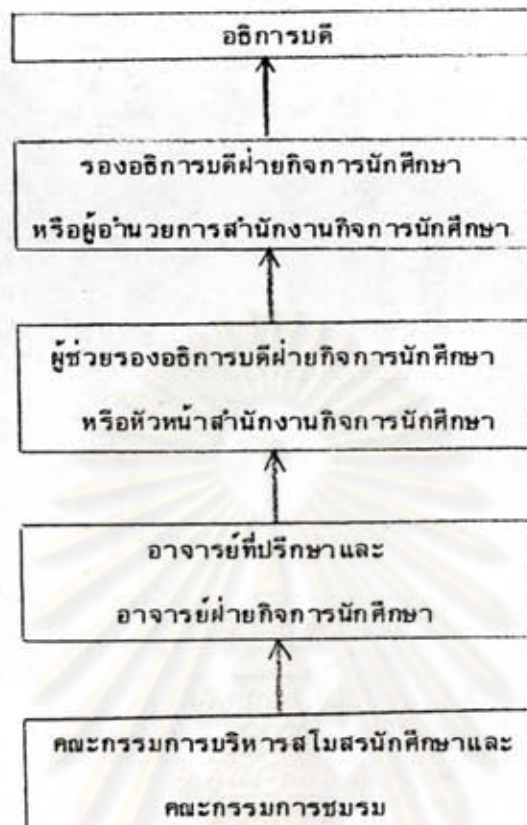 อธิการบดี
รองอธิการบดีฝ่ายกิจการนักศึกษา
หรือผู้อำนวยการสำนักงานกิจการนักศึกษา
ผู้ช่วยรองอธิการบดีฝ่ายกิจการนักศึกษา
หรือหัวหน้าสำนักงานกิจการนักศึกษา
อาจารย์ที่ปรึกษาและ
อาจารย์ฝ่ายกิจการนักศึกษา
คณะกรรมการบริหารสโมสรนักศึกษาและ
คณะกรรมการชมรม